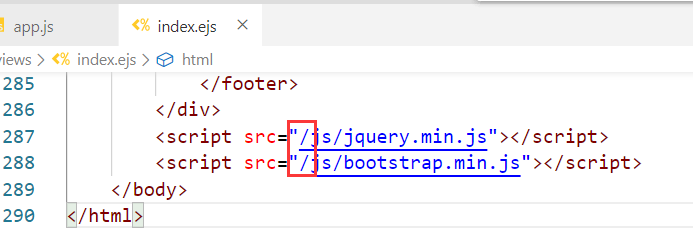 app.js index.ejs
views > index.ejs > html
285 </footer>
286 </div>
287 <script src="/js/jquery.min.js"></script>
288 <script src="/js/bootstrap.min.js"></script>
289 </body>
290 </html>